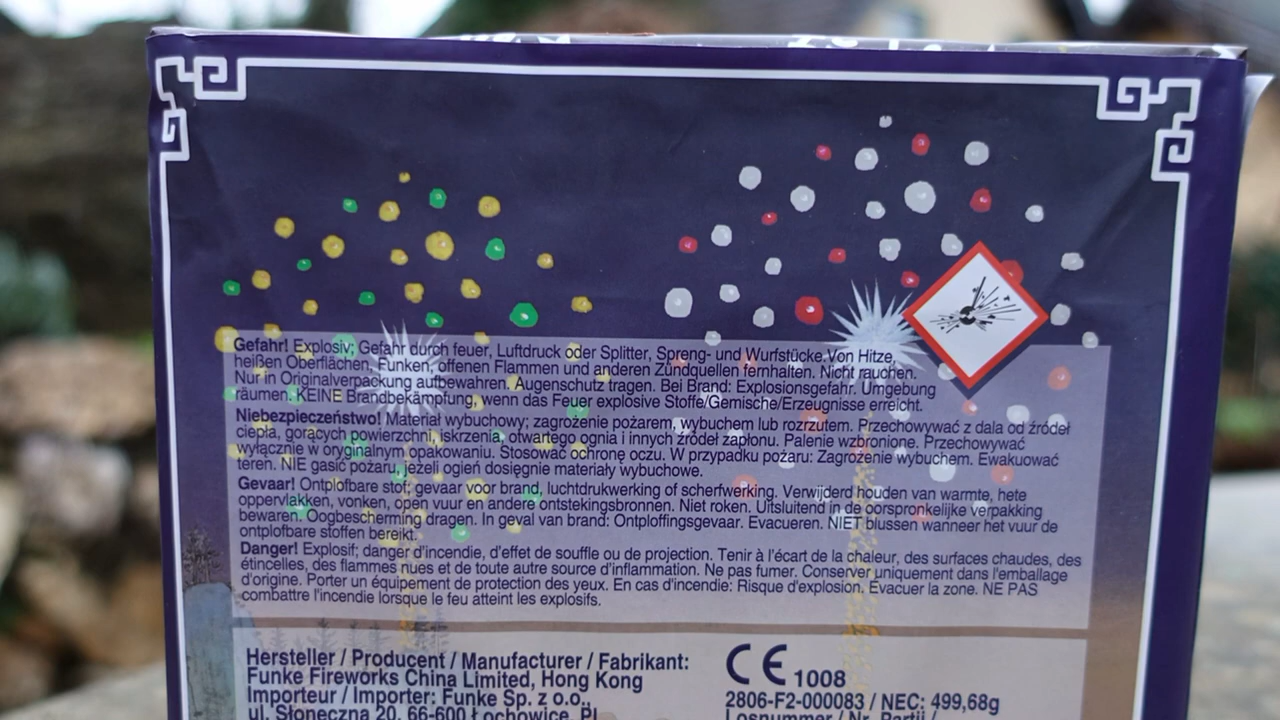 Gefahr! Explosiv; Gefahr durch feuer, Luftdruck oder Splitter, Spreng- und Wurfstücke.Von Hitze,
heißen Oberflächen, Funken, offenen Flammen und anderen Zündquellen fernhalten. Nicht rauchen.
Nur in Originalverpackung aufbewahren. Augenschutz tragen. Bei Brand: Explosionsgefahr. Umgebung
räumen. KEINE Brandbekämpfung, wenn das Feuer explosive Stoffe/Gemische/Erzeugnisse erreicht.
Niebezpieczeństwo! Materiał wybuchowy; zagrożenie pożarem, wybuchem lub rozrzutem. Przechowywać z dala od źródeł
ciepła, gorących powierzchni, iskrzenia, otwartego ognia i innych źródeł zapłonu. Palenie wzbronione. Przechowywać
wyłącznie w oryginalnym opakowaniu. Stosować ochronę oczu. W przypadku pożaru: Zagrożenie wybuchem. Ewakuować
teren. NIE gasić pożaru, jeżeli ogień dosięgnie materiały wybuchowe.
Gevaar! Ontplofbare stof; gevaar voor brand, luchtdrukwerking of scherfwerking. Verwijderd houden van warmte, hete
oppervlakken, vonken, open vuur en andere ontstekingsbronnen. Niet roken. Uitsluitend in de oorspronkelijke verpakking
bewaren. Oogbescherming dragen. In geval van brand: Ontploffingsgevaar. Evacueren. NIET blussen wanneer het vuur de
ontplofbare stoffen bereikt.
Danger! Explosif; danger d'incendie, d'effet de souffle ou de projection. Tenir à l'écart de la chaleur, des surfaces chaudes, des
étincelles, des flammes nues et de toute autre source d'inflammation. Ne pas fumer. Conserver uniquement dans l'emballage
d'origine. Porter un équipement de protection des yeux. En cas d'incendie: Risque d'explosion. Evacuer la zone. NE PAS
combattre l'incendie lorsque le feu atteint les explosifs.
Hersteller / Producent / Manufacturer / Fabrikant:
Funke Fireworks China Limited, Hong Kong
Importeur / Importer: Funke Sp. z o.o.,
ul. Słoneczna 20, 66-600 Łochowice, PL
CE 1008
2806-F2-000083 / NEC: 499,68g
Losnummer / Nr. Partii /